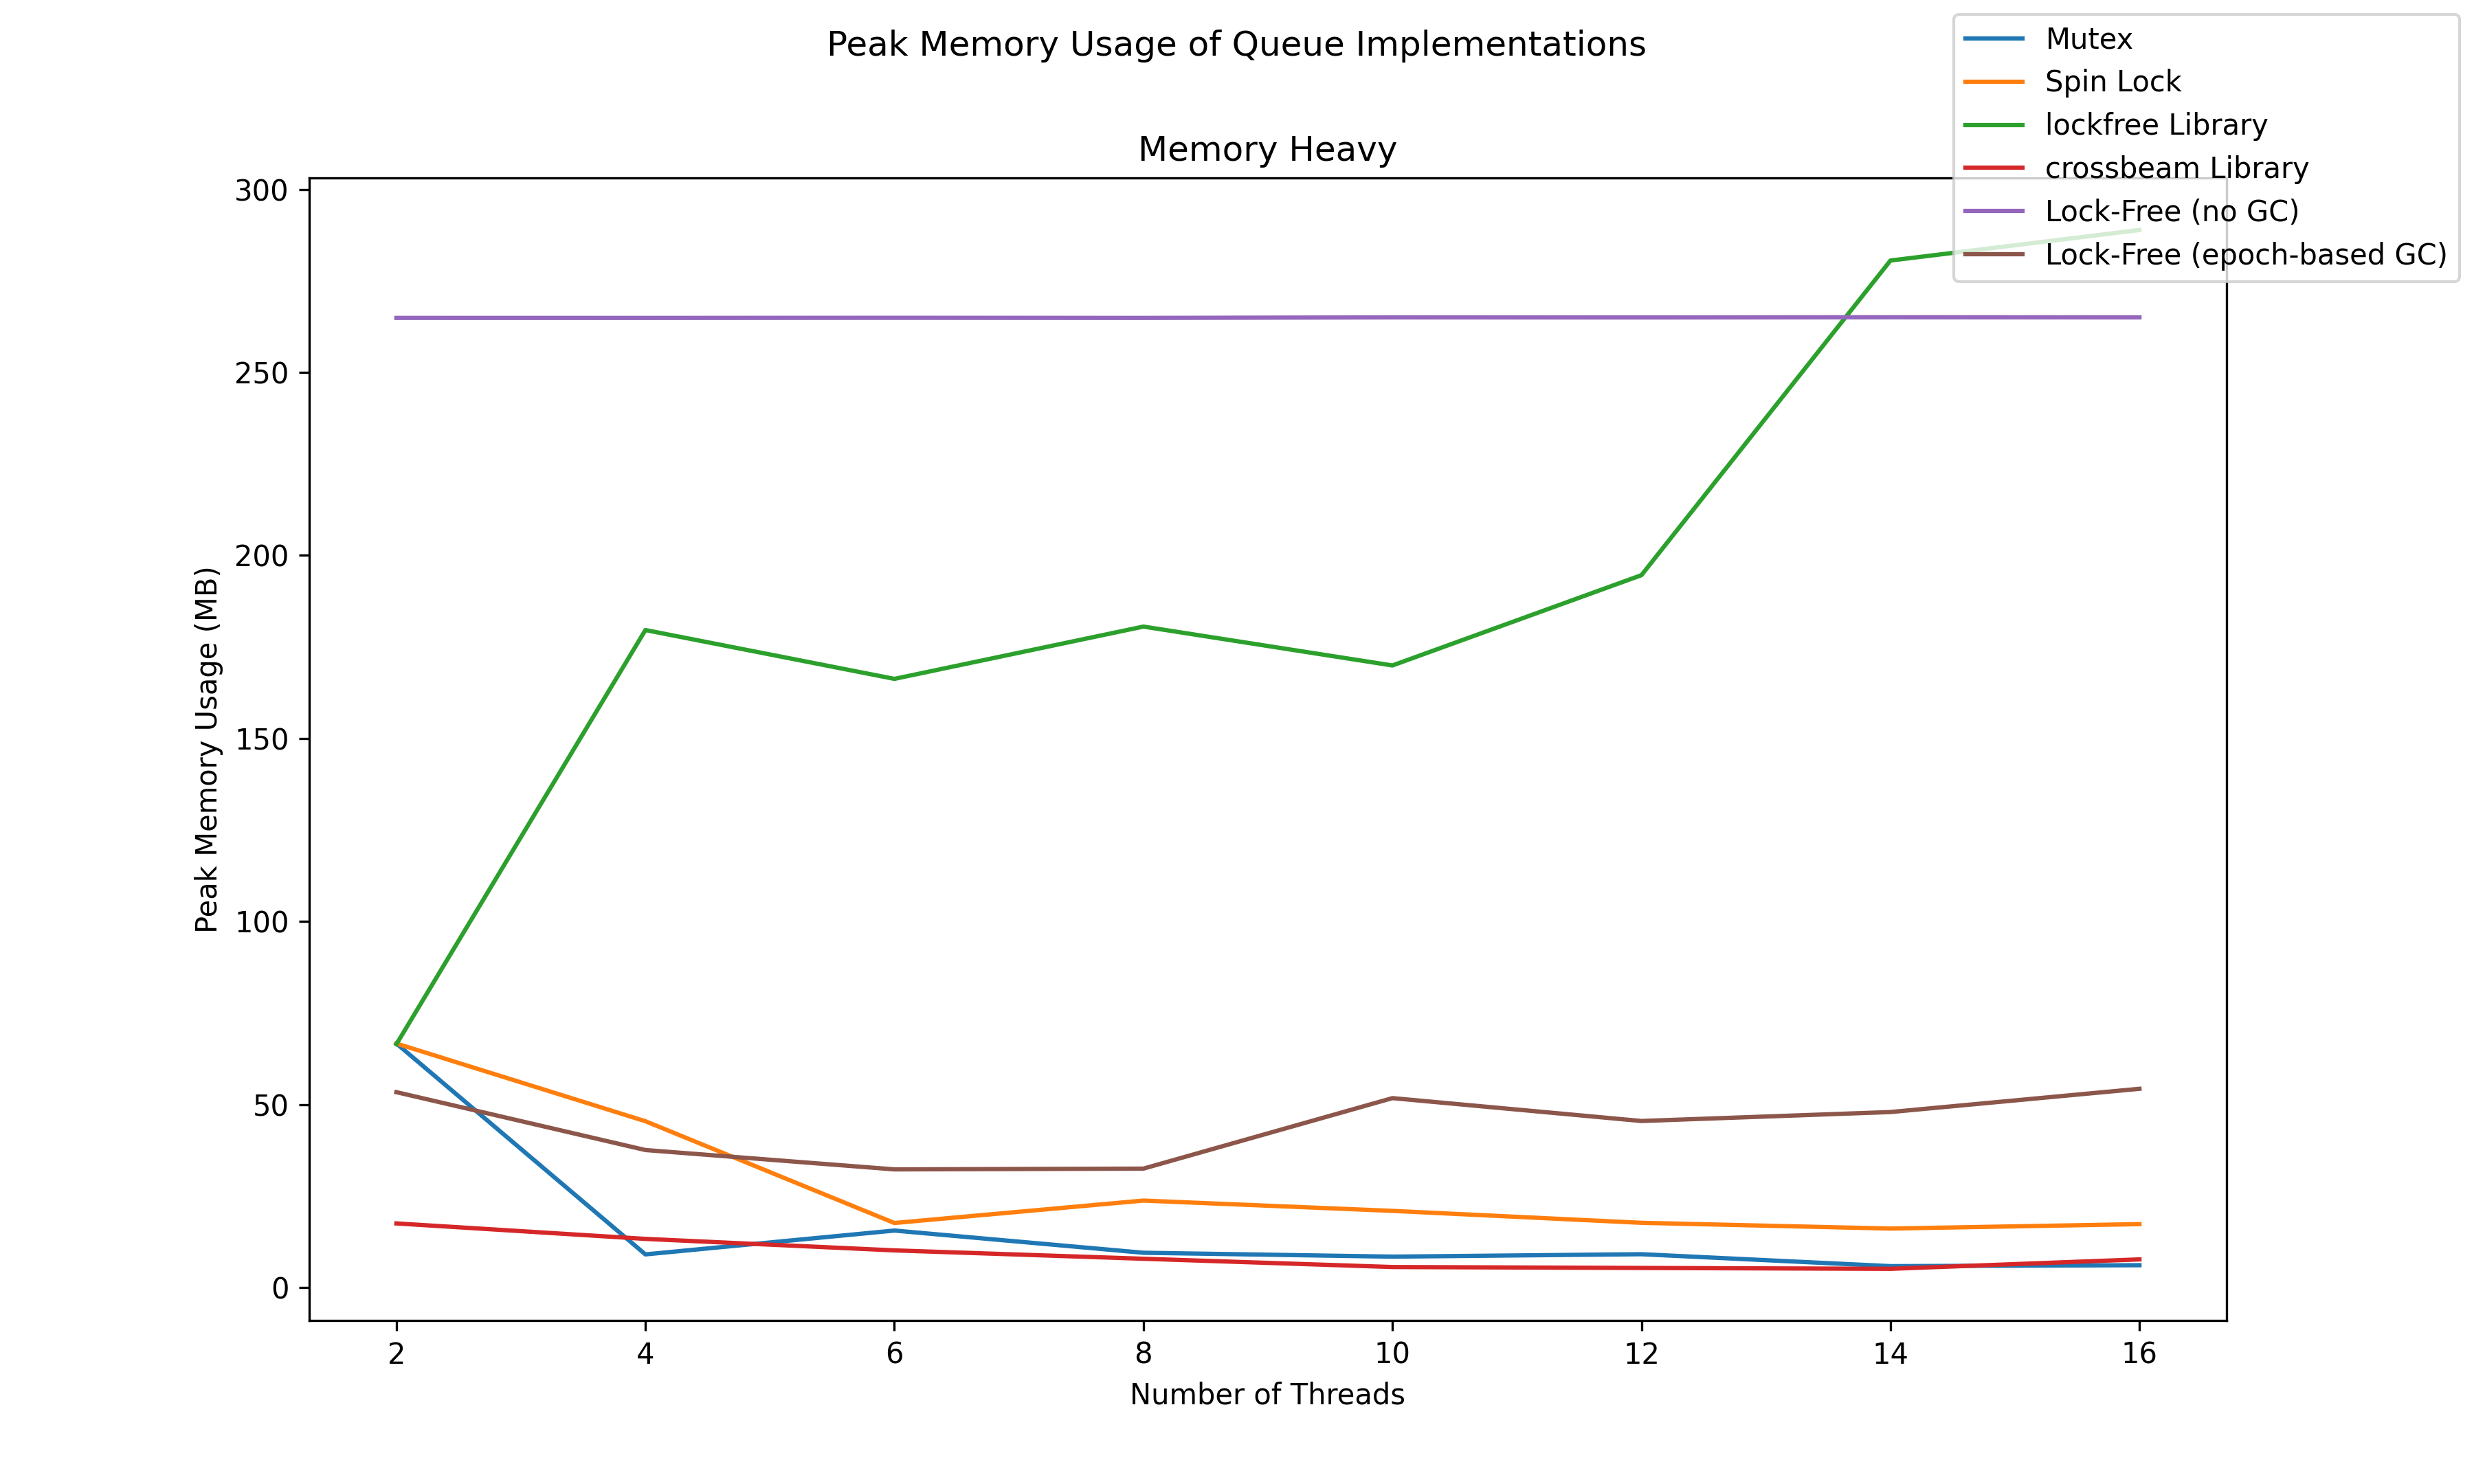 Peak Memory Usage of Queue Implementations
Mutex
Spin Lock
lockfree Library
crossbeam Library
Lock-Free (no GC)
Lock-Free (epoch-based GC)
Memory Heavy
Peak Memory Usage (MB)
300
250
200
150
100
50
0
2 4 6 8 10 12 14 16
Number of Threads